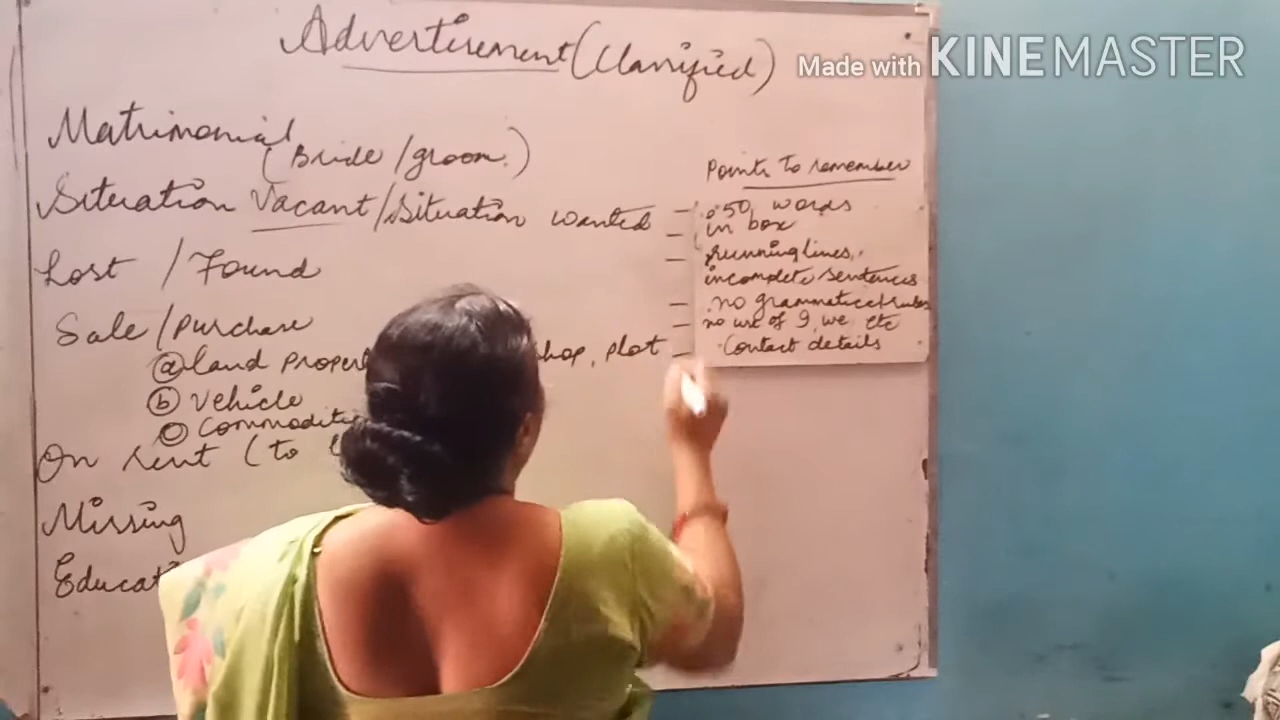 Advertisement (Classified)
Made with KINEMASTER
Matrimonial
(Bride/groom.)
Situation Vacant/Situation wanted
Lost / Found
Sale/Purchase
ⓐ land
shop, plot
ⓑ Vehicle
ⓒ
On rent (to
Missing
Points To remember
- 50 words
- in box
- running lines,
incomplete sentences
- no grammatical rules
- no use of I, we etc
- Contact details